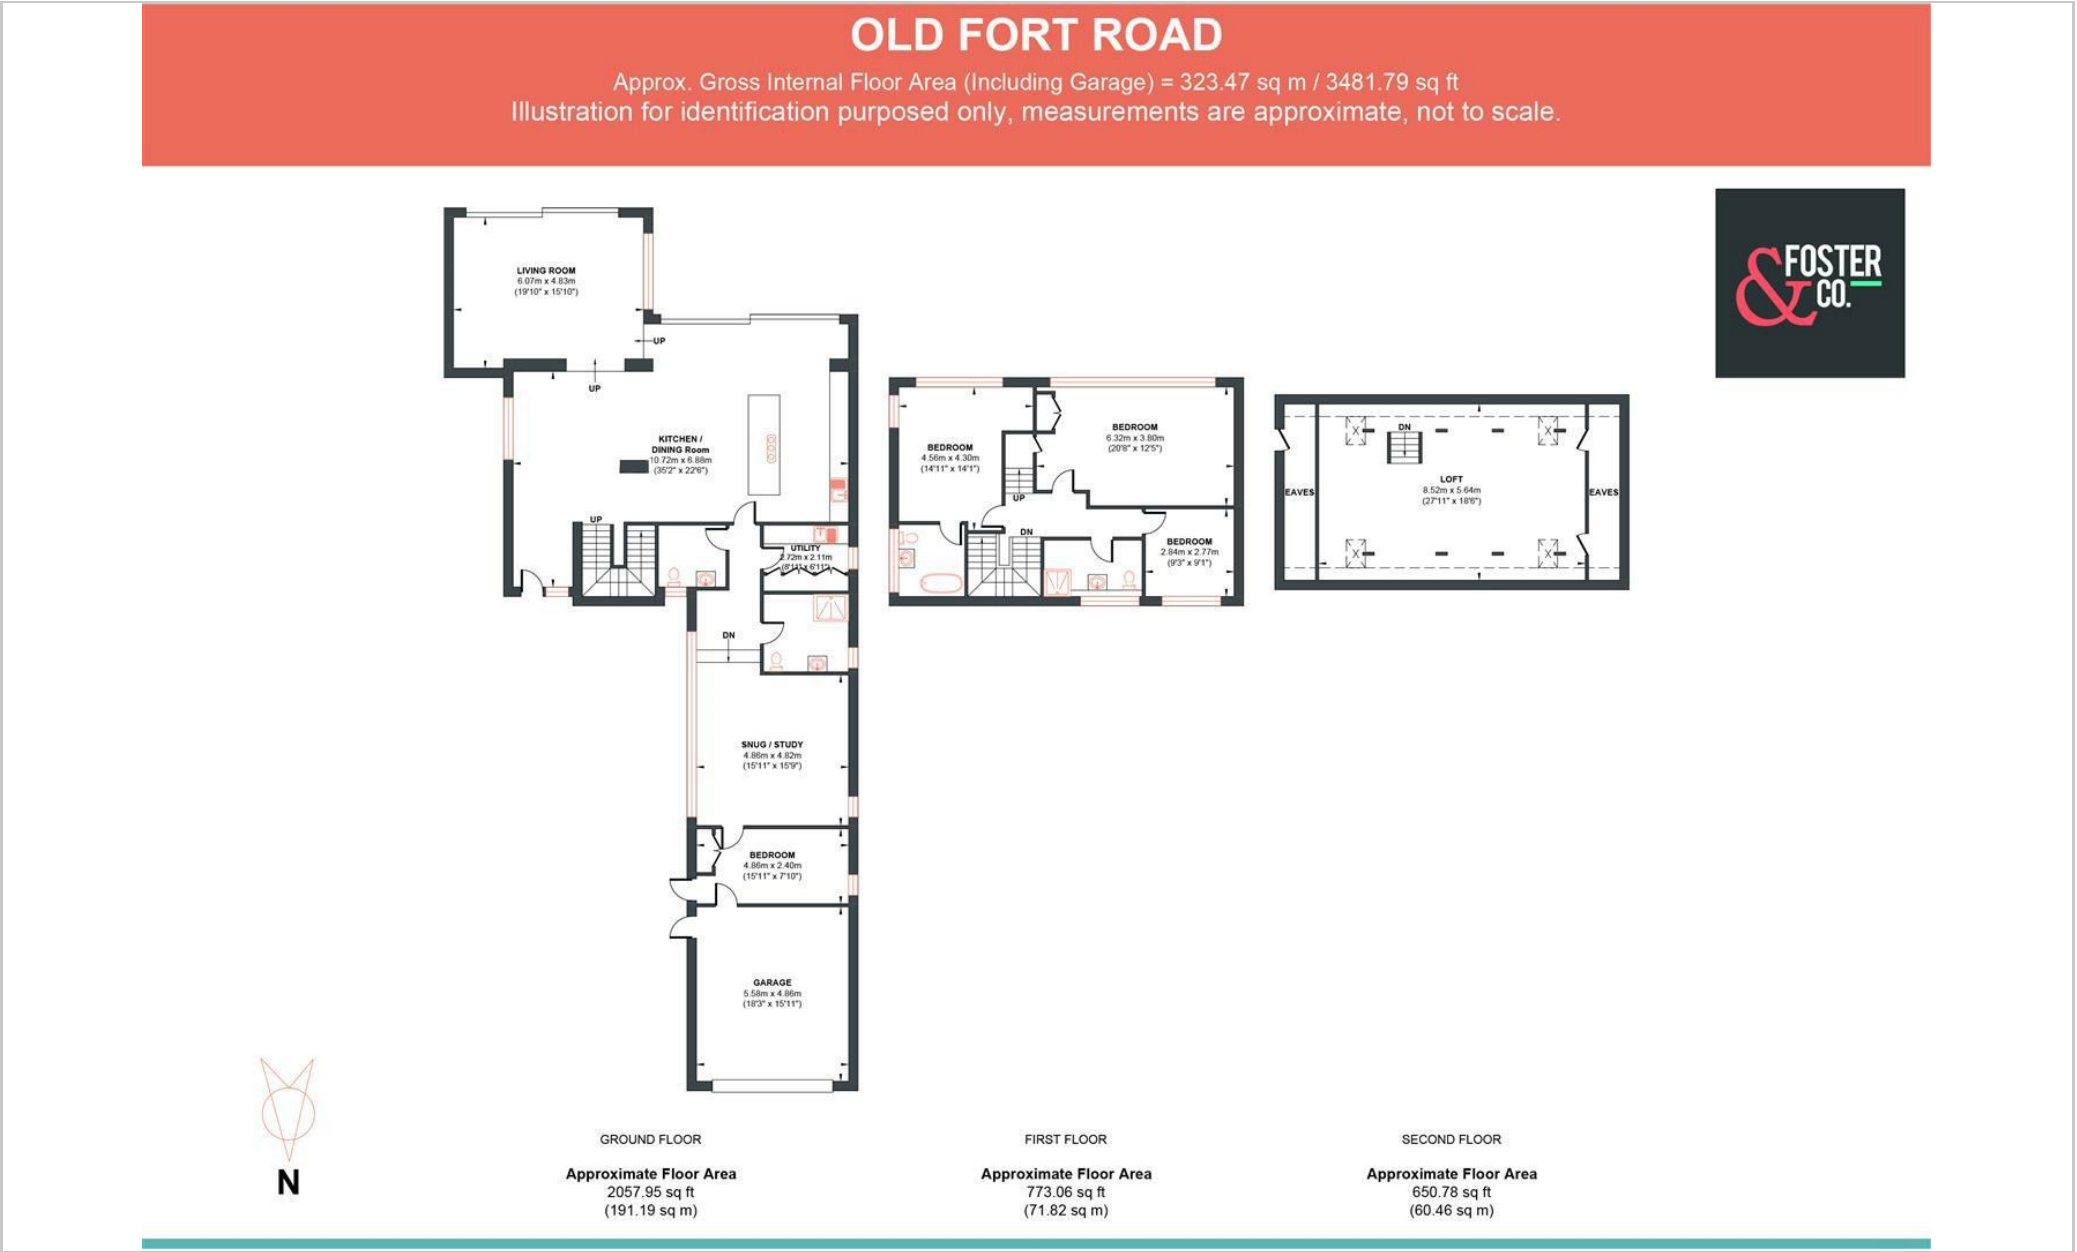 OLD FORT ROAD
Approx. Gross Internal Floor Area (Including Garage) = 323.47 sq m / 3481.79 sq ft
Illustration for identification purposed only, measurements are approximate, not to scale.
&FOSTER
CO.
LIVING ROOM
6.07m x 4.83m
(19'10" x 15'10")
UP
UP
KITCHEN /
DINING Room
10.72m x 6.88m
(35'2" x 22'6")
UP
UTILITY
2.72m x 2.11m
(8'11" x 6'11")
DN
SNUG / STUDY
4.86m x 4.82m
(15'11" x 15'9")
BEDROOM
4.86m x 2.40m
(15'11" x 7'10")
GARAGE
5.58m x 4.86m
(18'3" x 15'11")
BEDROOM
4.56m x 4.30m
(14'11" x 14'1")
BEDROOM
6.32m x 3.80m
(20'8" x 12'5")
UP
DN
BEDROOM
2.84m x 2.77m
(9'3" x 9'1")
DN
LOFT
8.52m x 5.64m
(27'11" x 18'6")
EAVES
EAVES
N
GROUND FLOOR
Approximate Floor Area
2057.95 sq ft
(191.19 sq m)
FIRST FLOOR
Approximate Floor Area
773.06 sq ft
(71.82 sq m)
SECOND FLOOR
Approximate Floor Area
650.78 sq ft
(60.46 sq m)